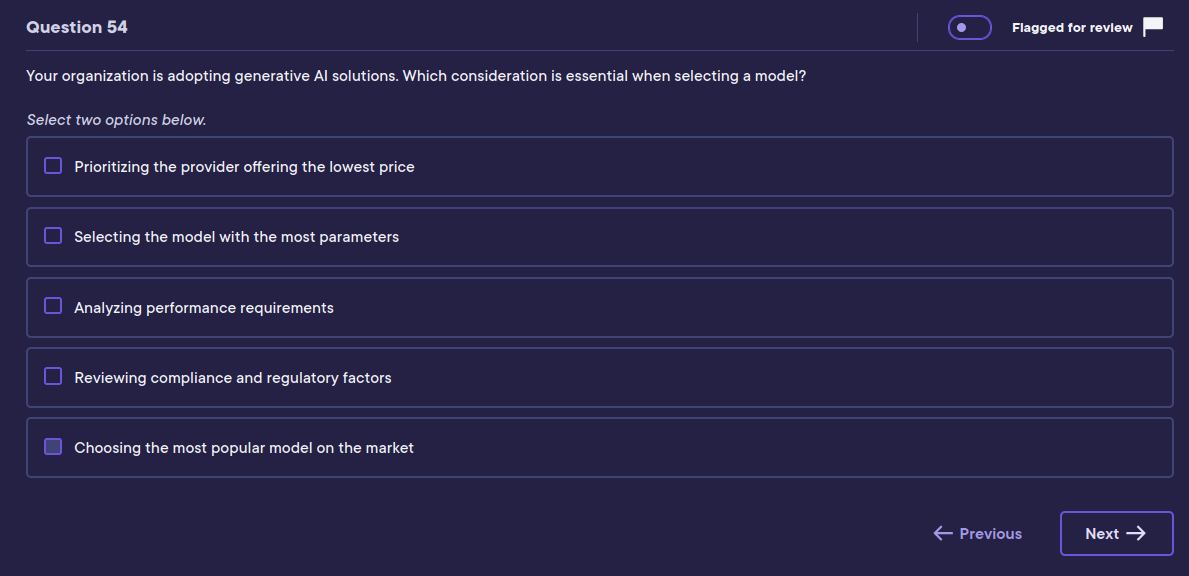 Question 54
Flagged for review
Your organization is adopting generative AI solutions. Which consideration is essential when selecting a model?
Select two options below.
Prioritizing the provider offering the lowest price
Selecting the model with the most parameters
Analyzing performance requirements
Reviewing compliance and regulatory factors
Choosing the most popular model on the market
Previous
Next